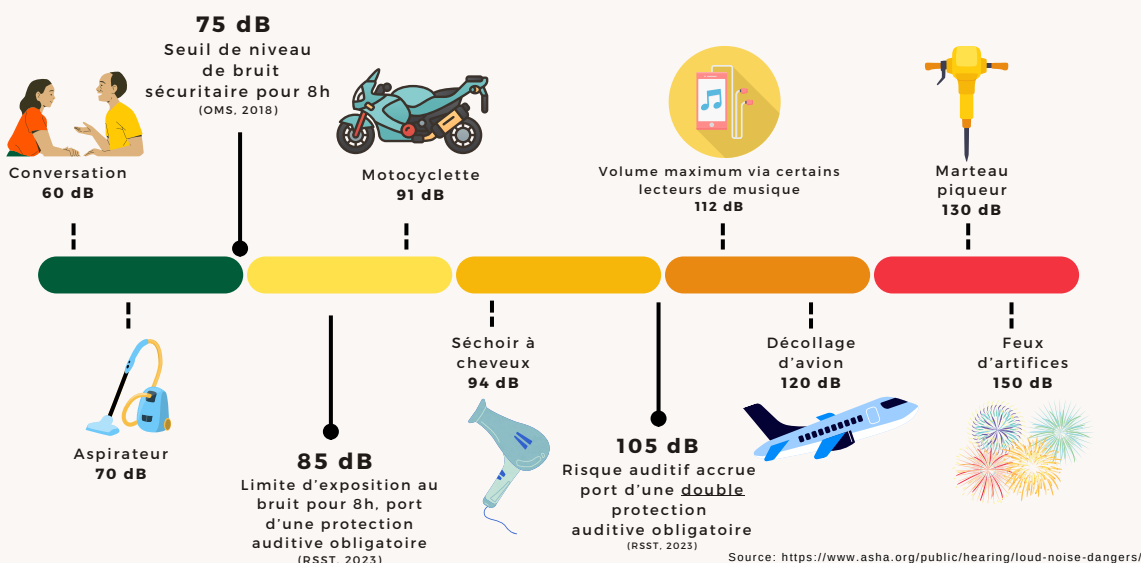 75 dB
Seuil de niveau
de bruit
sécuritaire pour 8h
(OMS, 2018)
Conversation
60 dB
Motocyclette
91 dB
Volume maximum via certains
lecteurs de musique
112 dB
Marteau
piqueur
130 dB
Aspirateur
70 dB
85 dB
Limite d'exposition au
bruit pour 8h, port
d'une protection
auditive obligatoire
(RSST, 2023)
Séchoir à
cheveux
94 dB
105 dB
Risque auditif accrue
port d'une double
protection
auditive obligatoire
(RSST, 2023)
Décollage
d'avion
120 dB
Feux
d'artifices
150 dB
Source: https://www.asha.org/public/hearing/loud-noise-dangers/